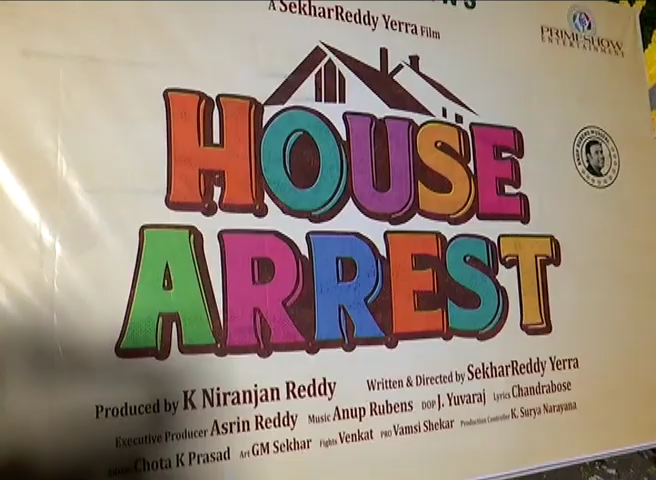 A SekharReddy Yerra Film
PRIMESHOW
ENTERTAINMENT
HOUSE
ARREST
Produced by K Niranjan Reddy Written & Directed by SekharReddy Yerra
Executive Producer Asrin Reddy Music Anup Rubens DOP J. Yuvaraj Lyrics Chandrabose
Chota K Prasad Art GM Sekhar Fights Venkat PRO Vamsi Shekar Production Controller K. Surya Narayana